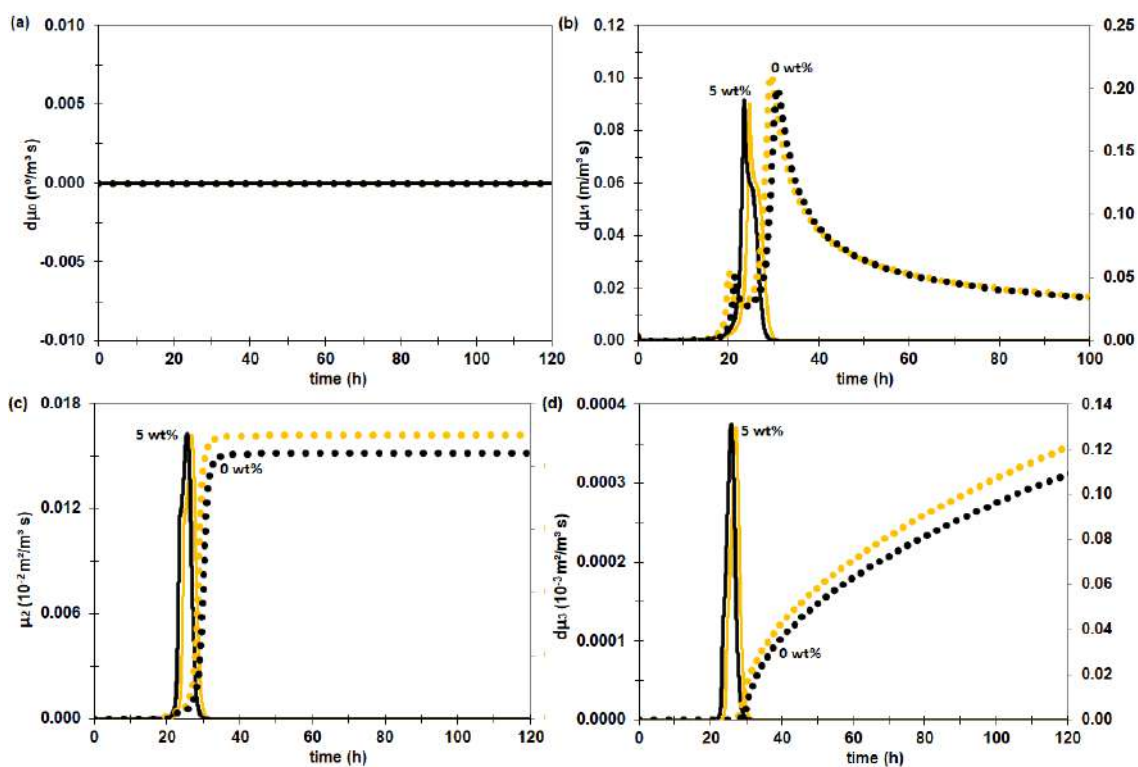 (a)
0.010
0.005
0.000
-0.005
-0.010
dμ₀ (nº/m³ s)
0 20 40 60 80 100 120
time (h)
(b)
0.12
0.10
0.08
0.06
0.04
0.02
0.00
dμ₁ (m/m³ s)
5 wt%
0 wt%
0.25
0.20
0.15
0.10
0.05
0.00
0 20 40 60 80 100
time (h)
(c)
0.018
0.012
0.006
0.000
μ₂ (10⁻² m²/m³ s)
5 wt%
0 wt%
0 20 40 60 80 100 120
time (h)
(d)
0.0004
0.0003
0.0002
0.0001
0.0000
dμ₃ (10⁻³ m²/m³ s)
5 wt%
0 wt%
0.14
0.12
0.10
0.08
0.06
0.04
0.02
0.00
0 20 40 60 80 100 120
time (h)